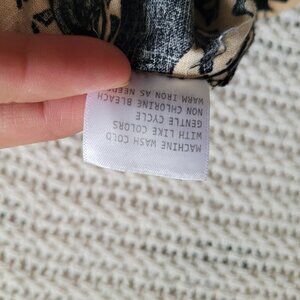 MACHINE WASH COLD
WITH LIKE COLORS
GENTLE CYCLE
NON CHLORINE BLEACH
WARM IRON AS NEEDED